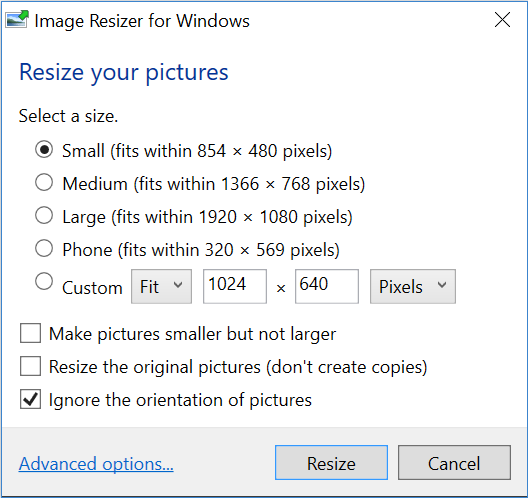 Image Resizer for Windows
Resize your pictures
Select a size.
Small (fits within 854 × 480 pixels)
Medium (fits within 1366 × 768 pixels)
Large (fits within 1920 × 1080 pixels)
Phone (fits within 320 × 569 pixels)
Custom Fit 1024 × 640 Pixels
Make pictures smaller but not larger
Resize the original pictures (don't create copies)
Ignore the orientation of pictures
Advanced options... Resize Cancel